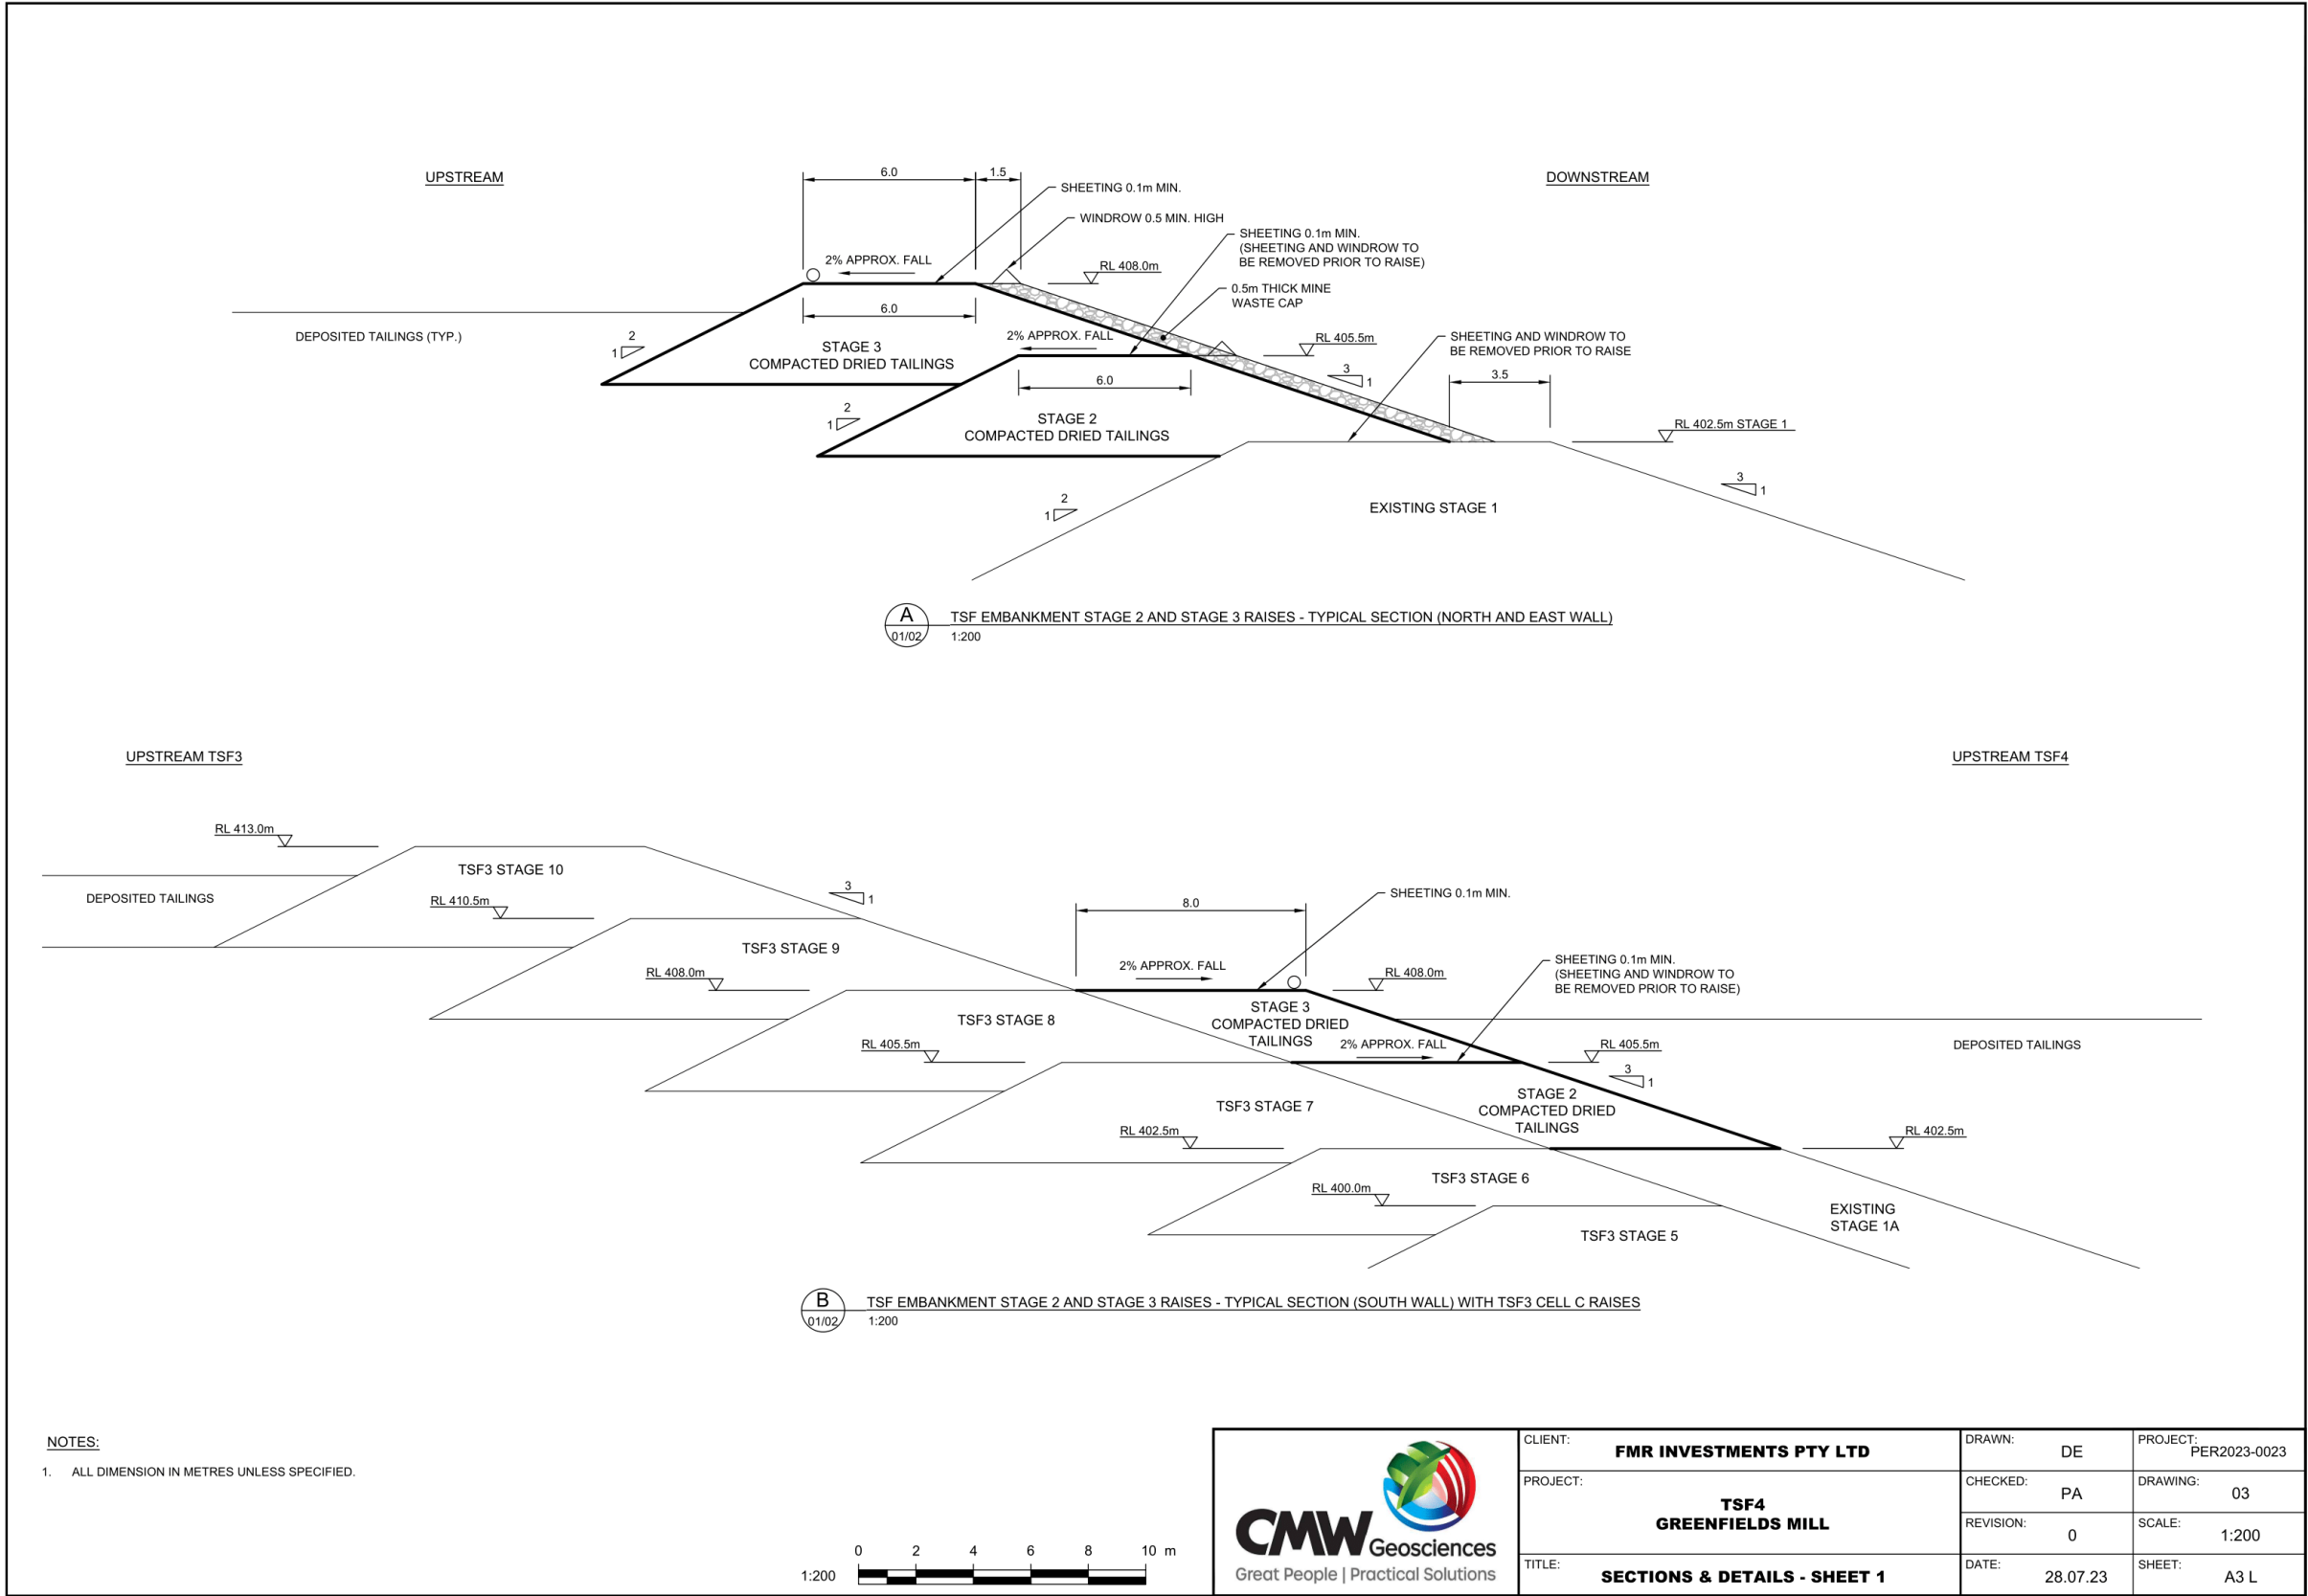 UPSTREAM
DOWNSTREAM
6.0
1.5
SHEETING 0.1m MIN.
WINDROW 0.5 MIN. HIGH
SHEETING 0.1m MIN.
(SHEETING AND WINDROW TO
BE REMOVED PRIOR TO RAISE)
2% APPROX. FALL
RL 408.0m
0.5m THICK MINE
WASTE CAP
6.0
DEPOSITED TAILINGS (TYP.)
2
1
STAGE 3
COMPACTED DRIED TAILINGS
2% APPROX. FALL
RL 405.5m
SHEETING AND WINDROW TO
BE REMOVED PRIOR TO RAISE
3
1
3.5
6.0
2
1
STAGE 2
COMPACTED DRIED TAILINGS
RL 402.5m STAGE 1
3
1
2
1
EXISTING STAGE 1
A
01/02
TSF EMBANKMENT STAGE 2 AND STAGE 3 RAISES - TYPICAL SECTION (NORTH AND EAST WALL)
1:200
UPSTREAM TSF3
UPSTREAM TSF4
RL 413.0m
TSF3 STAGE 10
DEPOSITED TAILINGS
3
1
RL 410.5m
8.0
SHEETING 0.1m MIN.
TSF3 STAGE 9
2% APPROX. FALL
SHEETING 0.1m MIN.
(SHEETING AND WINDROW TO
BE REMOVED PRIOR TO RAISE)
RL 408.0m
RL 408.0m
TSF3 STAGE 8
STAGE 3
COMPACTED DRIED
TAILINGS
2% APPROX. FALL
RL 405.5m
RL 405.5m
DEPOSITED TAILINGS
3
1
TSF3 STAGE 7
STAGE 2
COMPACTED DRIED
TAILINGS
RL 402.5m
RL 402.5m
TSF3 STAGE 6
RL 400.0m
TSF3 STAGE 5
EXISTING
STAGE 1A
B
01/02
TSF EMBANKMENT STAGE 2 AND STAGE 3 RAISES - TYPICAL SECTION (SOUTH WALL) WITH TSF3 CELL C RAISES
1:200
NOTES:
1. ALL DIMENSION IN METRES UNLESS SPECIFIED.
0 2 4 6 8 10 m
1:200
CMW Geosciences
Great People | Practical Solutions
CLIENT:
FMR INVESTMENTS PTY LTD
PROJECT:
TSF4
GREENFIELDS MILL
TITLE:
SECTIONS & DETAILS - SHEET 1
DRAWN:
DE
PROJECT:
PER2023-0023
CHECKED:
PA
DRAWING:
03
REVISION:
0
SCALE:
1:200
DATE:
28.07.23
SHEET:
A3 L